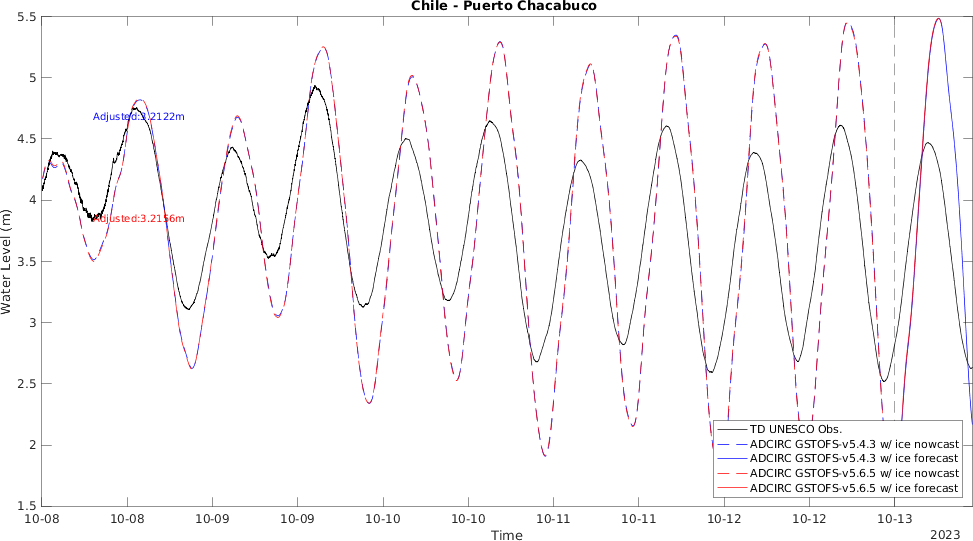 Chile - Puerto Chacabuco
5.5
5
4.5
4
3.5
3
2.5
2
1.5
Water Level (m)
Adjusted:3.2122m
Adjusted:3.2156m
TD UNESCO Obs.
ADCIRC GSTOFS-v5.4.3 w/ ice nowcast
ADCIRC GSTOFS-v5.4.3 w/ ice forecast
ADCIRC GSTOFS-v5.6.5 w/ ice nowcast
ADCIRC GSTOFS-v5.6.5 w/ ice forecast
10-08 10-08 10-09 10-09 10-10 10-10 10-11 10-11 10-12 10-12 10-13
Time
2023